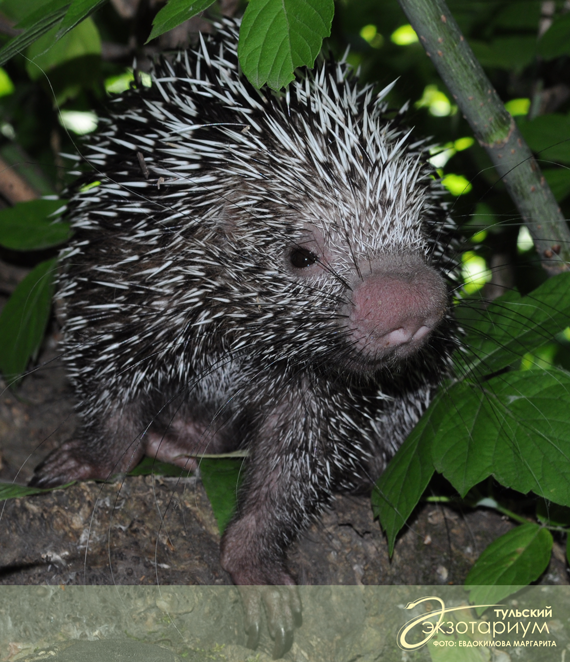 ТУЛЬСКИЙ
Экзотариум
ФОТО: ЕВДОКИМОВА МАРГАРИТА